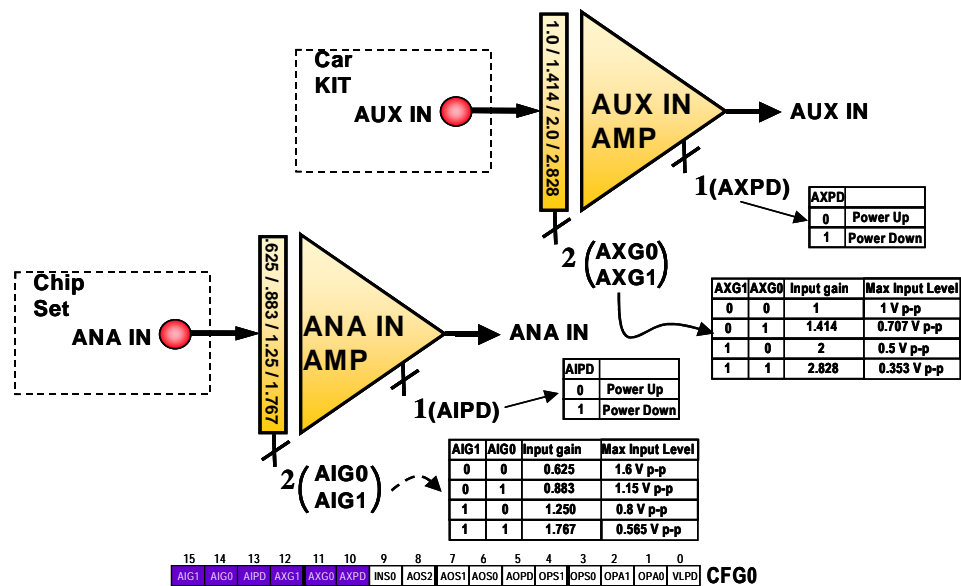 Car
KIT
AUX IN
1.0 / 1.414 / 2.0 / 2.828
AUX IN
AMP
AUX IN
1(AXPD)
AXPD
0 Power Up
1 Power Down
2 (AXG0
AXG1)
AXG1 AXG0 Input gain Max Input Level
0 0 1 1 V p-p
0 1 1.414 0.707 V p-p
1 0 2 0.5 V p-p
1 1 2.828 0.353 V p-p
Chip
Set
ANA IN
.625 / .883 / 1.25 / 1.767
ANA IN
AMP
ANA IN
1(AIPD)
AIPD
0 Power Up
1 Power Down
2 (AIG0
AIG1)
AIG1 AIG0 Input gain Max Input Level
0 0 0.625 1.6 V p-p
0 1 0.883 1.15 V p-p
1 0 1.250 0.8 V p-p
1 1 1.767 0.565 V p-p
15 14 13 12 11 10 9 8 7 6 5 4 3 2 1 0
AIG1 AIG0 AIPD AXG1 AXG0 AXPD INS0 AOS2 AOS1 AOS0 AOPD OPS1 OPS0 OPA1 OPA0 VLPD CFG0